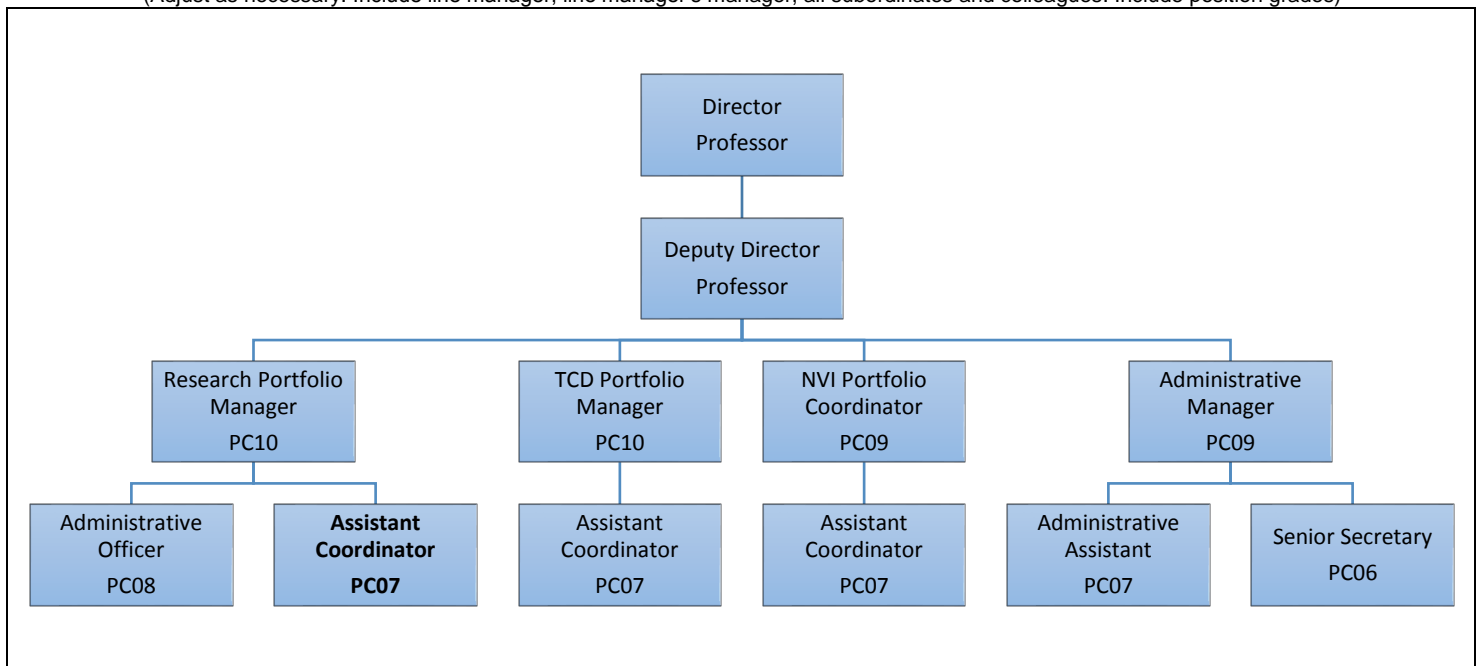 (Adjust as necessary. Include line manager, line manager's manager, all subordinates and colleagues. Include position grades)
Director
Professor
Deputy Director
Professor
Research Portfolio
Manager
PC10
TCD Portfolio
Manager
PC10
NVI Portfolio
Coordinator
PC09
Administrative
Manager
PC09
Administrative
Officer
PC08
Assistant
Coordinator
PC07
Assistant
Coordinator
PC07
Assistant
Coordinator
PC07
Administrative
Assistant
PC07
Senior Secretary
PC06